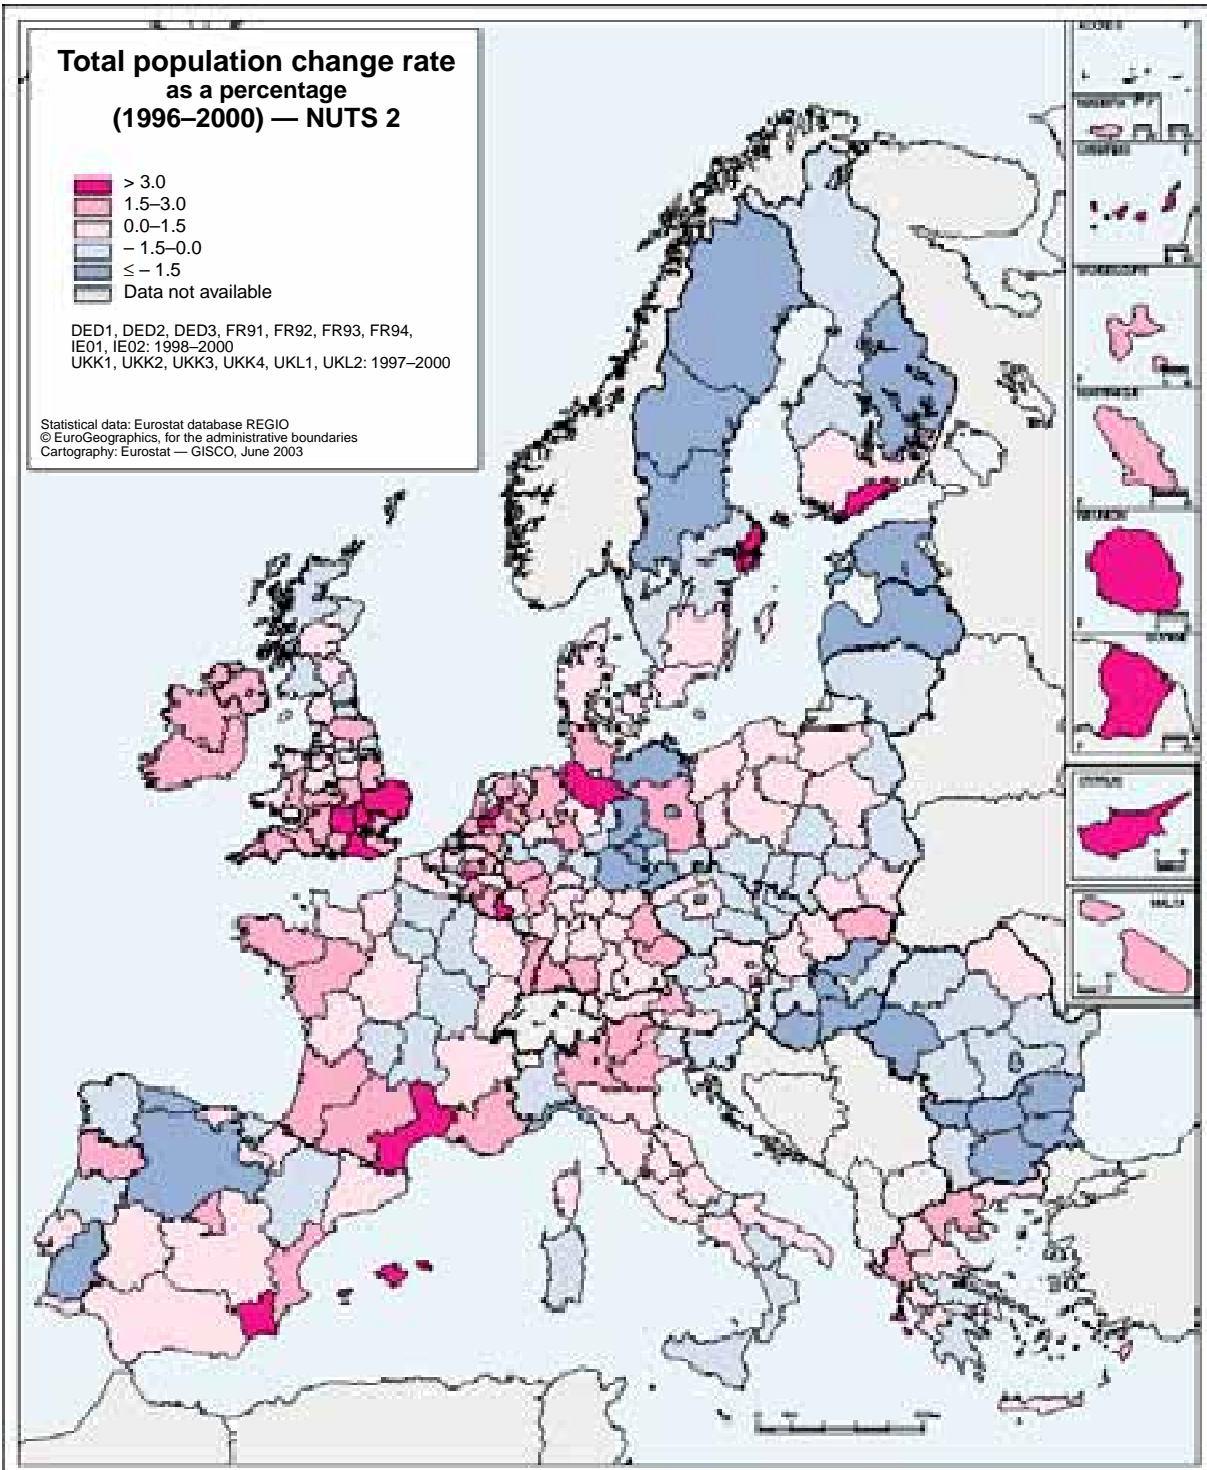 Total population change rate
as a percentage
(1996–2000) — NUTS 2
> 3.0
1.5–3.0
0.0–1.5
– 1.5–0.0
≤ – 1.5
Data not available
DED1, DED2, DED3, FR91, FR92, FR93, FR94,
IE01, IE02: 1998–2000
UKK1, UKK2, UKK3, UKK4, UKL1, UKL2: 1997–2000
Statistical data: Eurostat database REGIO
© EuroGeographics, for the administrative boundaries
Cartography: Eurostat — GISCO, June 2003
REUNION
CYPRUS
MALTA